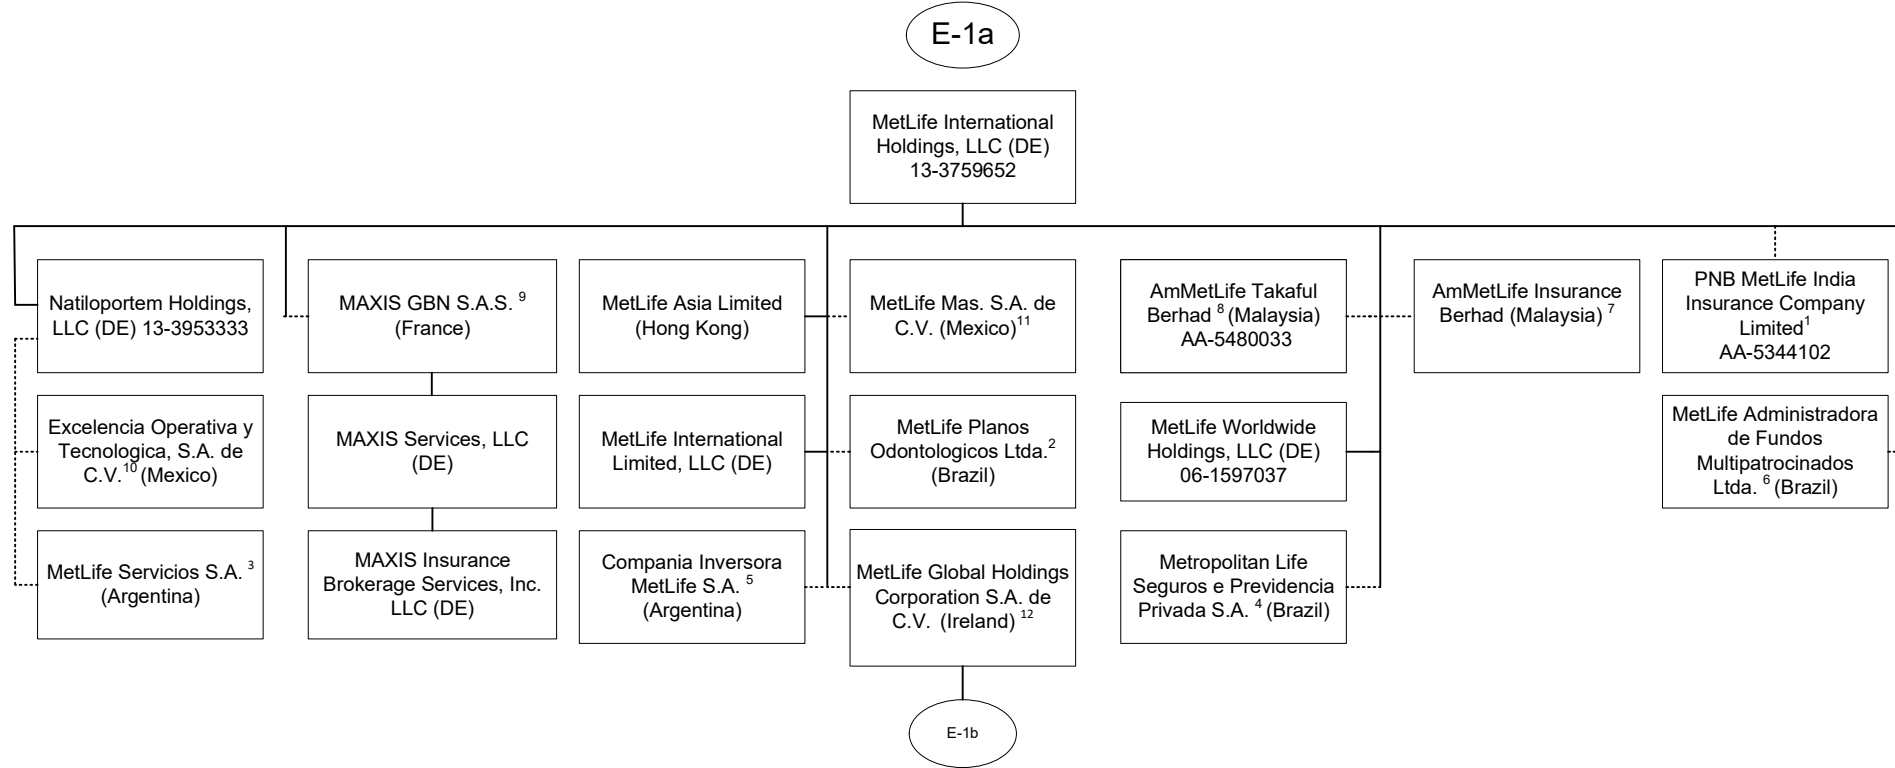 E-1a
MetLife International
Holdings, LLC (DE)
13-3759652
Natiloportem Holdings,
LLC (DE) 13-3953333
MAXIS GBN S.A.S. 9
(France)
MetLife Asia Limited
(Hong Kong)
MetLife Mas. S.A. de
C.V. (Mexico)11
AmMetLife Takaful
Berhad 8 (Malaysia)
AA-5480033
AmMetLife Insurance
Berhad (Malaysia) 7
PNB MetLife India
Insurance Company
Limited1
AA-5344102
Excelencia Operativa y
Tecnologica, S.A. de
C.V.10 (Mexico)
MAXIS Services, LLC
(DE)
MetLife International
Limited, LLC (DE)
MetLife Planos
Odontologicos Ltda.2
(Brazil)
MetLife Worldwide
Holdings, LLC (DE)
06-1597037
MetLife Administradora
de Fundos
Multipatrocinados
Ltda. 6 (Brazil)
MetLife Servicios S.A. 3
(Argentina)
MAXIS Insurance
Brokerage Services, Inc.
LLC (DE)
Compania Inversora
MetLife S.A. 5
(Argentina)
MetLife Global Holdings
Corporation S.A. de
C.V. (Ireland) 12
Metropolitan Life
Seguros e Previdencia
Privada S.A. 4 (Brazil)
E-1b